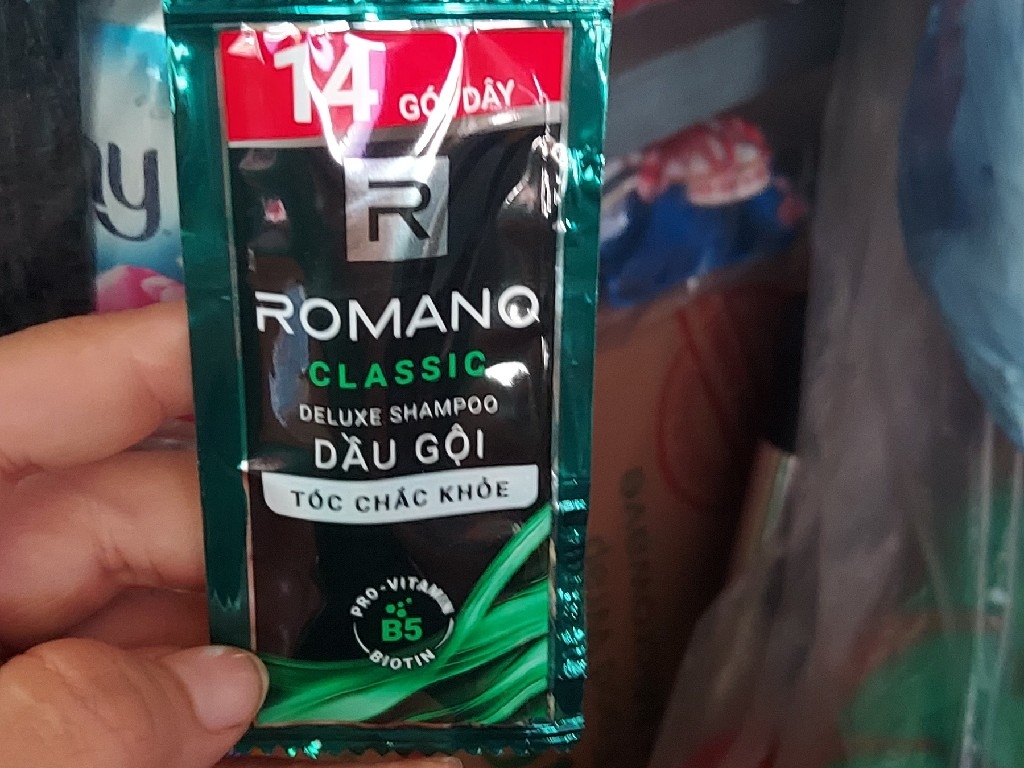 14 GÓI DÂY
R
ROMANO
CLASSIC
DELUXE SHAMPOO
DẦU GỘI
TÓC CHẮC KHỎE
PRO-VITAMIN
B5
BIOTIN